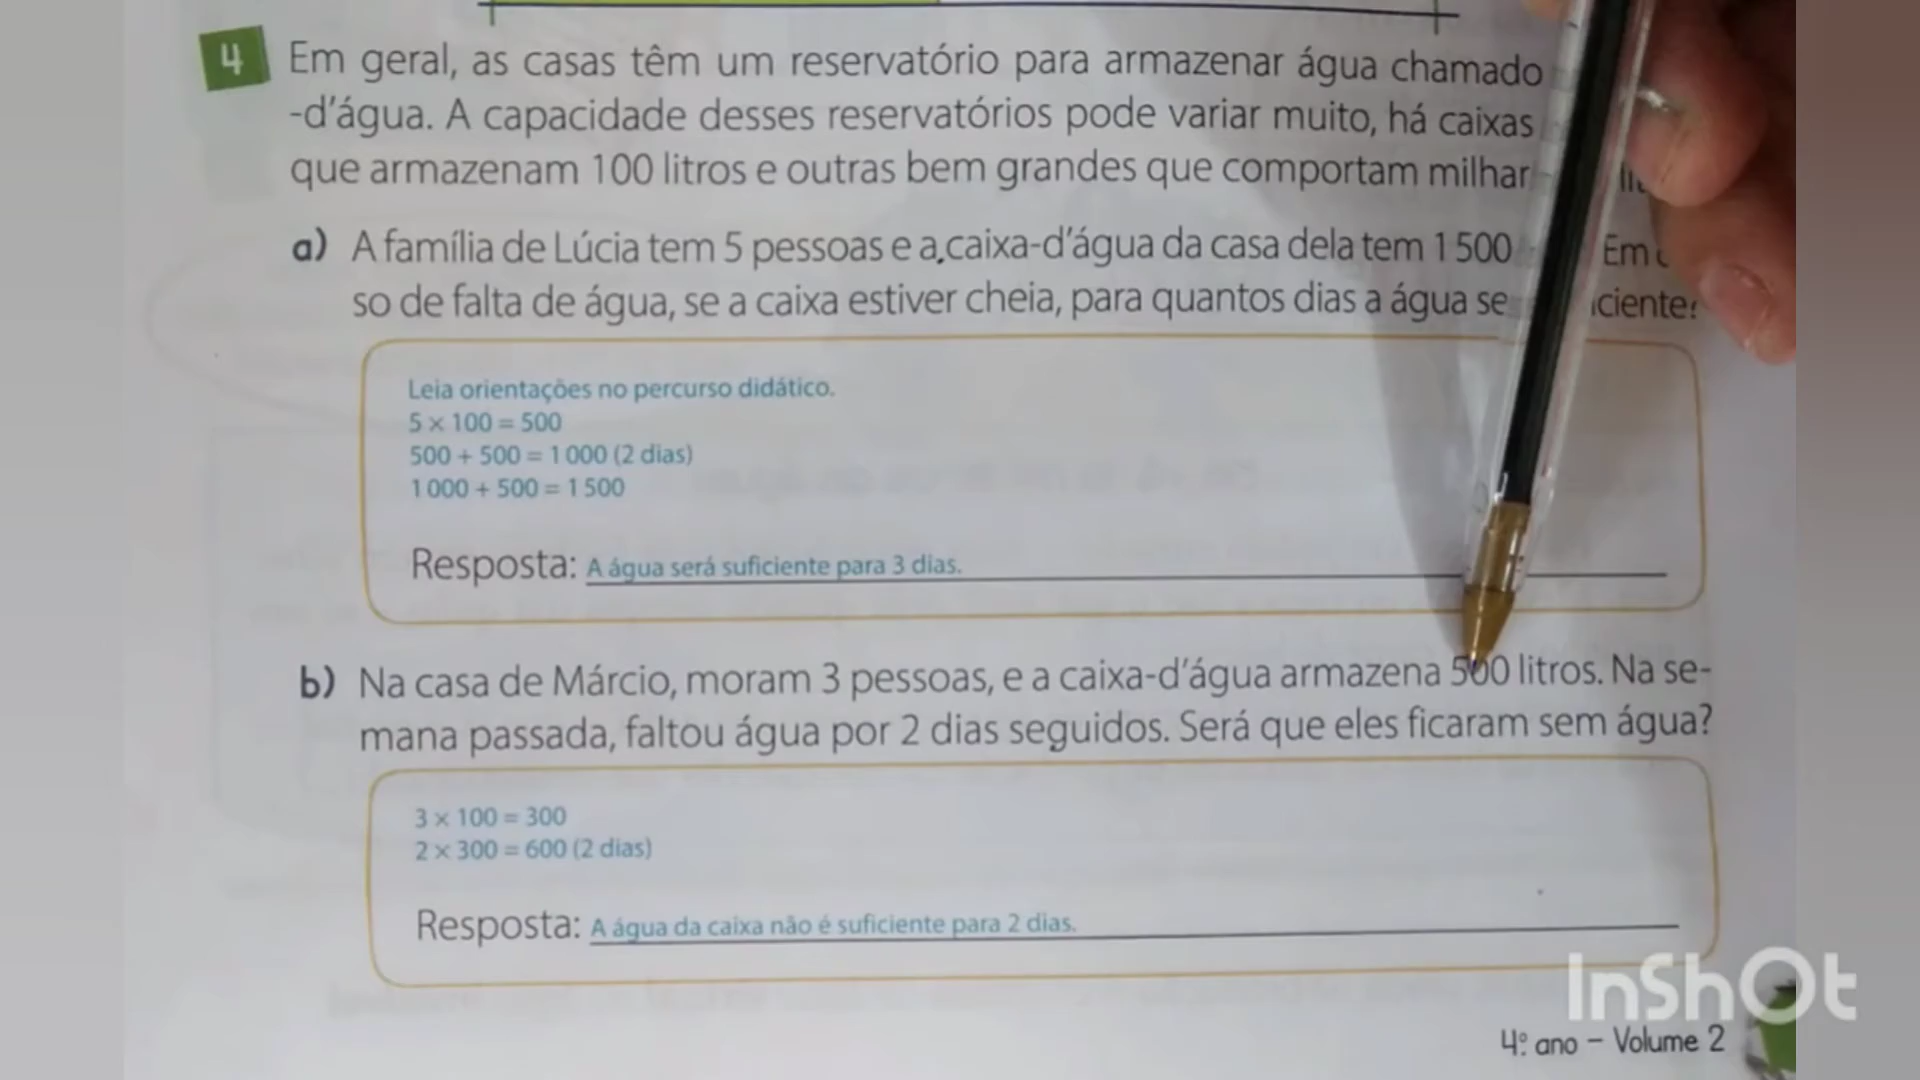 4 Em geral, as casas têm um reservatório para armazenar água chamado
-d'água. A capacidade desses reservatórios pode variar muito, há caixas
que armazenam 100 litros e outras bem grandes que comportam milhar
a) A família de Lúcia tem 5 pessoas e a caixa-d'água da casa dela tem 1 500 Em
so de falta de água, se a caixa estiver cheia, para quantos dias a água se ciente?
Leia orientações no percurso didático.
5 × 100 = 500
500 + 500 = 1 000 (2 dias)
1 000 + 500 = 1 500
Resposta: A água será suficiente para 3 dias.
b) Na casa de Márcio, moram 3 pessoas, e a caixa-d'água armazena 500 litros. Na se-
mana passada, faltou água por 2 dias seguidos. Será que eles ficaram sem água?
3 × 100 = 300
2 × 300 = 600 (2 dias)
Resposta: A água da caixa não é suficiente para 2 dias.
InShOt
4º. ano – Volume 2